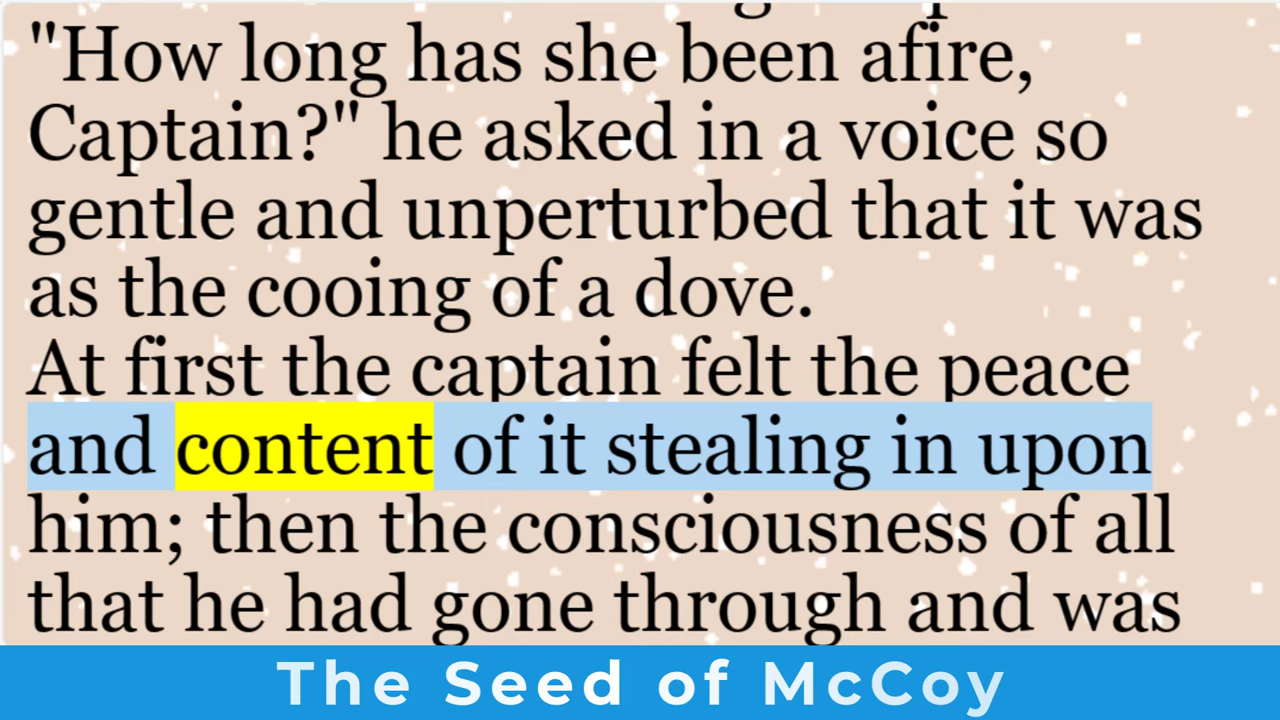 "How long has she been afire,
Captain?" he asked in a voice so
gentle and unperturbed that it was
as the cooing of a dove.
At first the captain felt the peace
and content of it stealing in upon
him; then the consciousness of all
that he had gone through and was
The Seed of McCoy